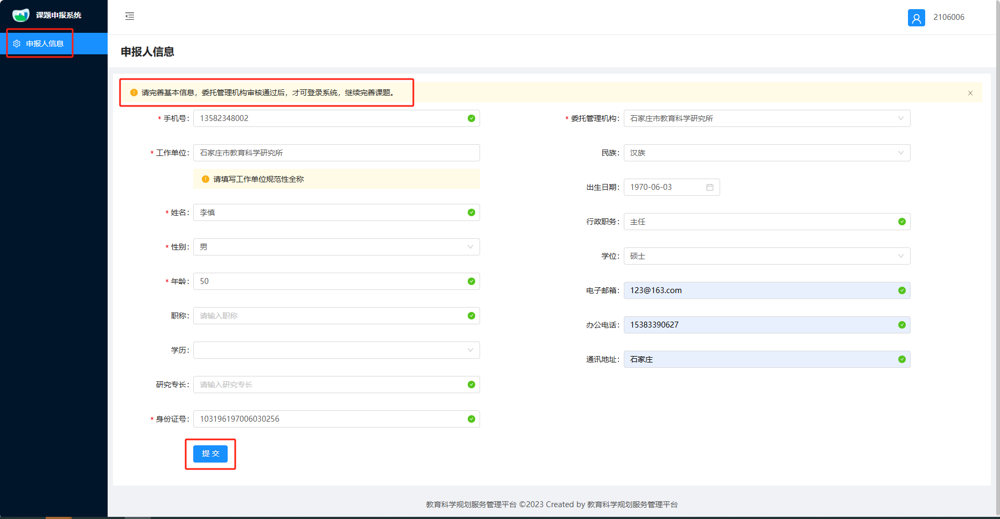 课题申报系统
2106006
申报人信息
申报人信息
请完善基本信息，委托管理机构审核通过后，才可登录系统，继续完善课题。
* 手机号： 13582348002
* 工作单位： 石家庄市教育科学研究所
请填写工作单位规范性全称
* 姓名： 李慎
* 性别： 男
* 年龄： 50
职称： 请输入职称
学历：
研究专长： 请输入研究专长
* 身份证号： 103196197006030256
提 交
* 委托管理机构： 石家庄市教育科学研究所
民族： 汉族
出生日期： 1970-06-03
行政职务： 主任
学位： 硕士
电子邮箱： 123@163.com
办公电话： 15383390627
通讯地址： 石家庄
教育科学规划服务管理平台 ©2023 Created by 教育科学规划服务管理平台